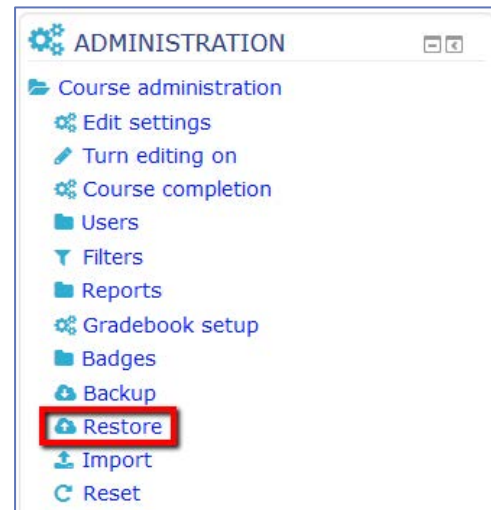 ADMINISTRATION
Course administration
Edit settings
Turn editing on
Course completion
Users
Filters
Reports
Gradebook setup
Badges
Backup
Restore
Import
Reset